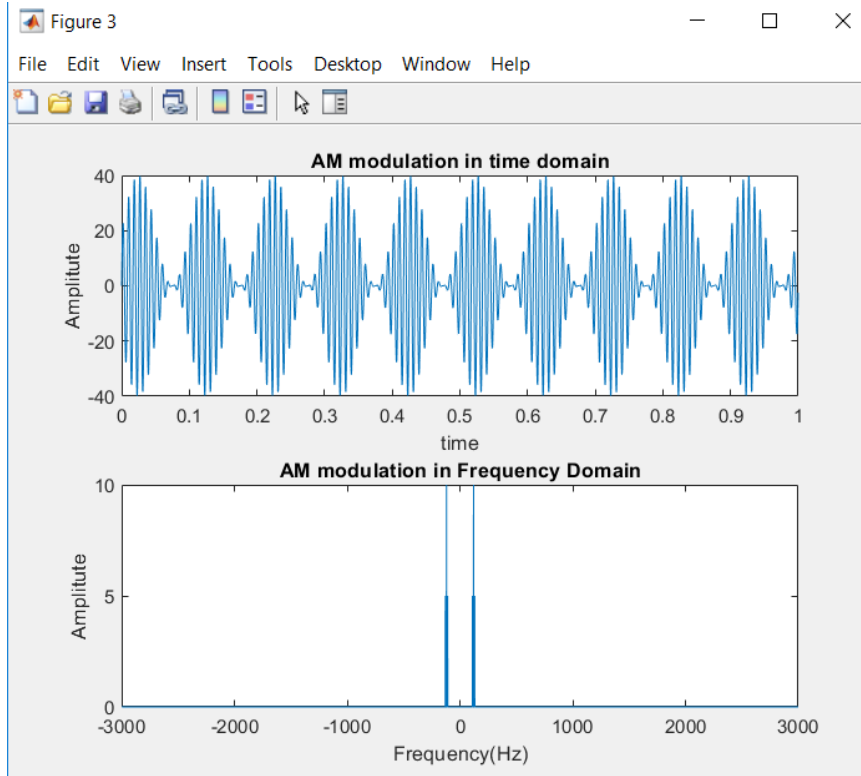 Figure 3
File Edit View Insert Tools Desktop Window Help
AM modulation in time domain
40
20
0
-20
-40
Amplitute
0 0.1 0.2 0.3 0.4 0.5 0.6 0.7 0.8 0.9 1
time
AM modulation in Frequency Domain
10
5
0
Amplitute
-3000 -2000 -1000 0 1000 2000 3000
Frequency(Hz)